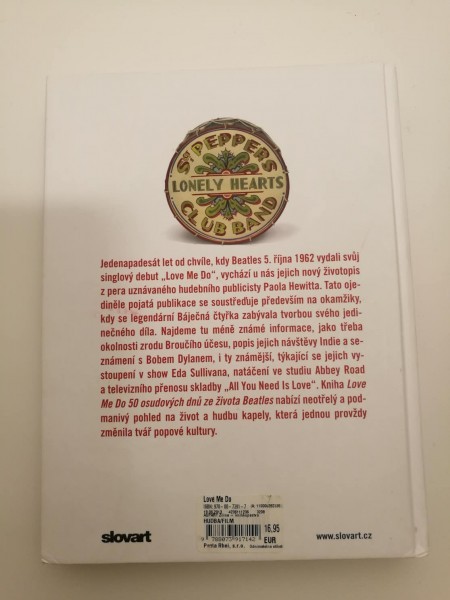 SGT PEPPERS
LONELY HEARTS
CLUB BAND
Jedenapadesát let od chvíle, kdy Beatles 5. října 1962 vydali svůj
singlový debut „Love Me Do“, vychází u nás jejich nový životopis
z pera uznávaného hudebního publicisty Paola Hewitta. Tato oje-
diněle pojatá publikace se soustřeďuje především na okamžiky,
kdy se legendární Báječná čtyřka zabývala tvorbou svého jedi-
nečného díla. Najdeme tu méně známé informace, jako třeba
okolnosti zrodu Broučího účesu, popis jejich návštěvy Indie a se-
známení s Bobem Dylanem, i ty známější, týkající se jejich vy-
stoupení v show Eda Sullivana, natáčení ve studiu Abbey Road
a televizního přenosu skladby „All You Need Is Love“. Kniha Love
Me Do 50 osudových dnů ze života Beatles nabízí neotřelý a pod-
manivý pohled na život a hudbu kapely, která jednou provždy
změnila tvář popové kultury.
Love Me Do
HUDBA/FILM
16.95
EUR
slovart
www.slovart.cz